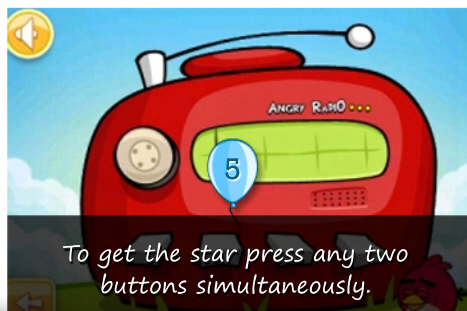 ANGRY RADIO
5
To get the star press any two
buttons simultaneously.